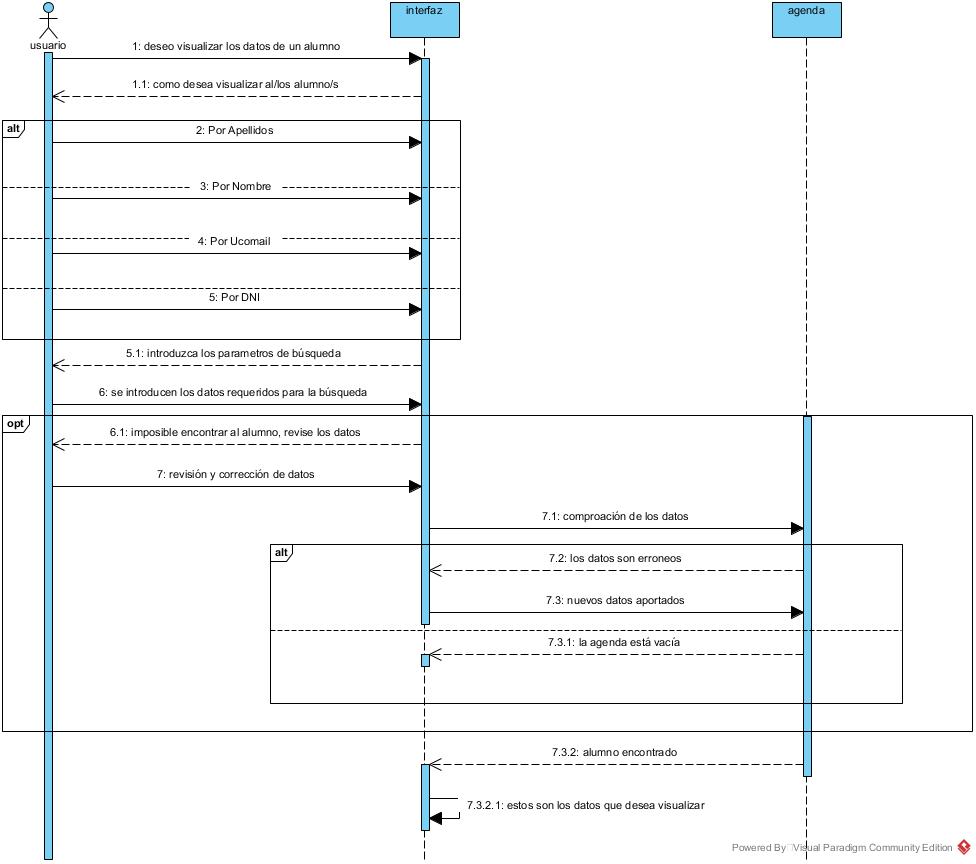 interfaz
agenda
usuario
1: deseo visualizar los datos de un alumno
1.1: como desea visualizar al/los alumno/s
alt
2: Por Apellidos
3: Por Nombre
4: Por Ucomail
5: Por DNI
5.1: introduzca los parametros de búsqueda
6: se introducen los datos requeridos para la búsqueda
opt
6.1: imposible encontrar al alumno, revise los datos
7: revisión y corrección de datos
7.1: comproación de los datos
alt
7.2: los datos son erroneos
7.3: nuevos datos aportados
7.3.1: la agenda está vacía
7.3.2: alumno encontrado
7.3.2.1: estos son los datos que desea visualizar
Powered By Visual Paradigm Community Edition